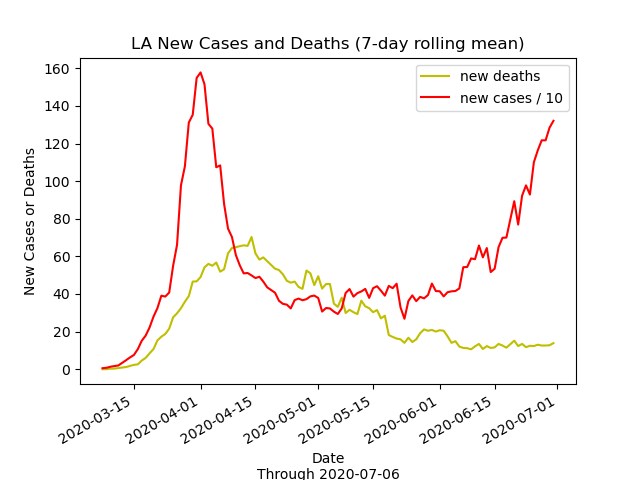 LA New Cases and Deaths (7-day rolling mean)
new deaths
new cases / 10
New Cases or Deaths
160
140
120
100
80
60
40
20
0
2020-03-15
2020-04-01
2020-04-15
2020-05-01
2020-05-15
2020-06-01
2020-06-15
2020-07-01
Date
Through 2020-07-06